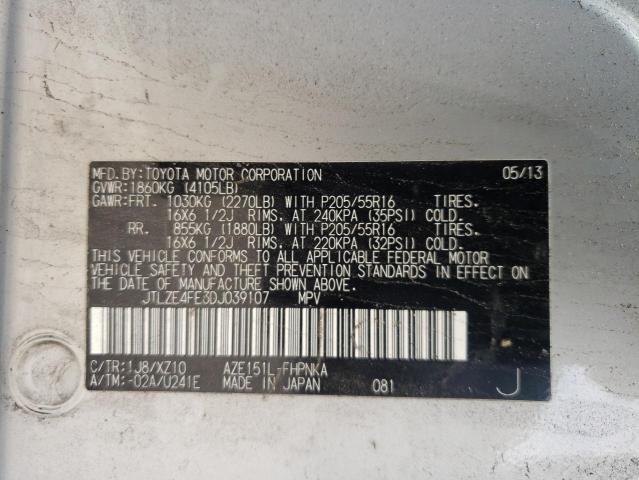 MFD. BY: TOYOTA MOTOR CORPORATION 05/13
GVWR: 1860KG (4105LB)
GAWR: FRT. 1030KG (2270LB) WITH P205/55R16 TIRES.
16X6 1/2J RIMS. AT 240KPA (35PSI) COLD.
RR. 855KG (1880LB) WITH P205/55R16 TIRES.
16X6 1/2J RIMS. AT 220KPA (32PSI) COLD.
THIS VEHICLE CONFORMS TO ALL APPLICABLE FEDERAL MOTOR
VEHICLE SAFETY AND THEFT PREVENTION STANDARDS IN EFFECT ON
THE DATE OF MANUFACTURE SHOWN ABOVE.
JTLZE4FE3DJ039107 MPV
C/TR: 1J8/XZ10 AZE151L-FHPNKA
A/TM: -02A/U241E MADE IN JAPAN 081 J